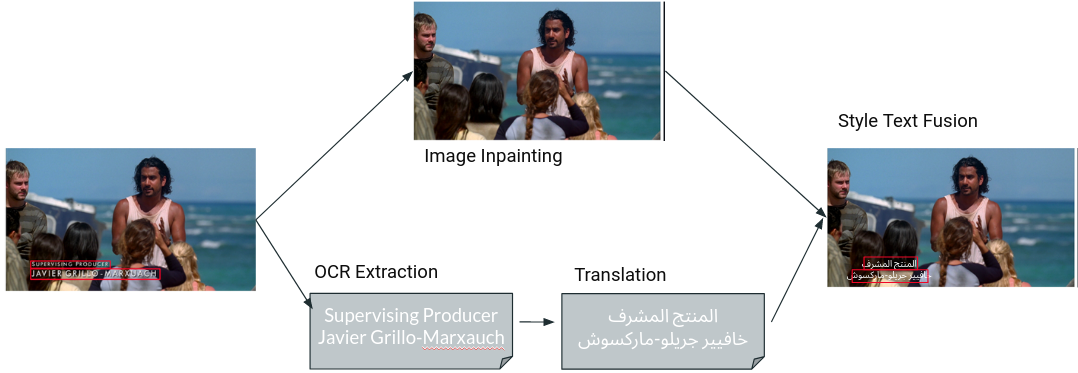 Image Inpainting
Style Text Fusion
SUPERVISING PRODUCER
JAVIER GRILLO-MARXUACH
OCR Extraction
Supervising Producer
Javier Grillo-Marxauch
Translation
المنتج المشرف
خافيير جريلو-ماركسوش
المنتج المشرف
خافيير جريلو-ماركسوش